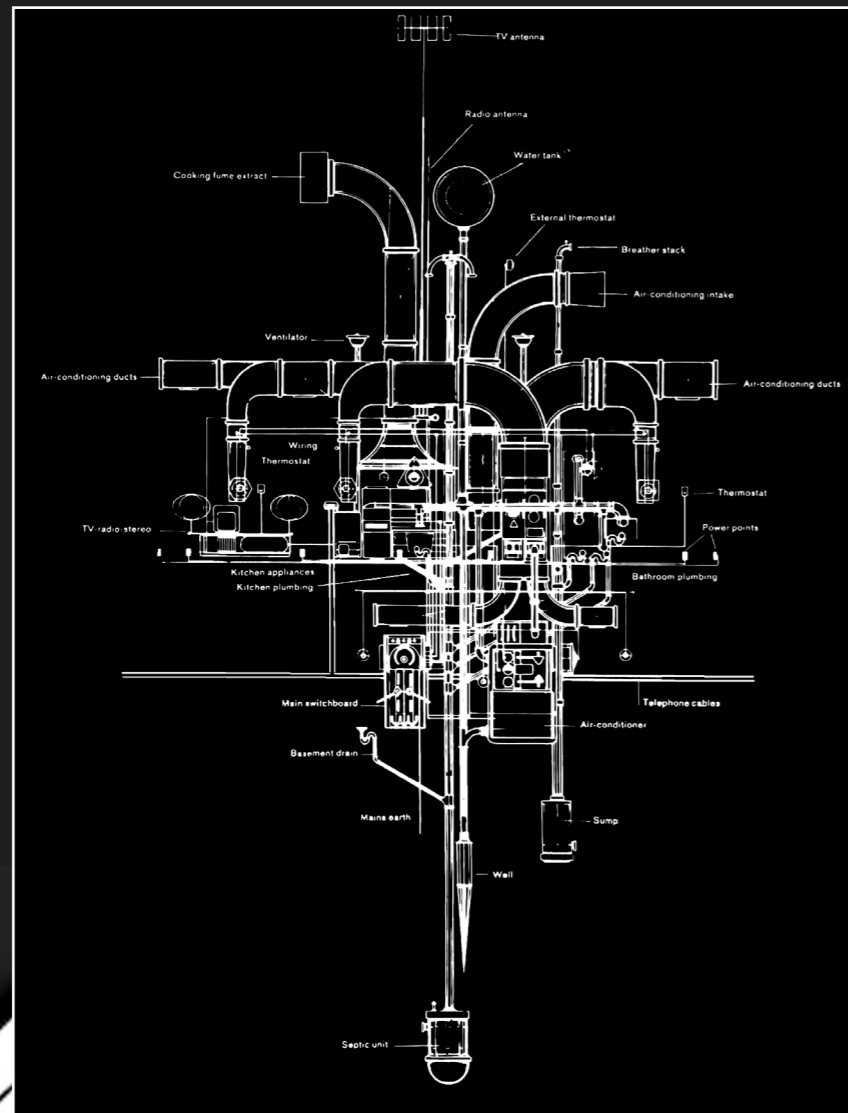 TV antenna
Radio antenna
Water tank
Cooking fume extract
External thermostat
Breather stack
Air-conditioning intake
Ventilator
Air-conditioning ducts
Air-conditioning ducts
Wiring
Thermostat
Thermostat
TV-radio-stereo
Power points
Kitchen appliances
Bathroom plumbing
Kitchen plumbing
Main switchboard
Telephone cables
Air-conditioner
Basement drain
Mains earth
Sump
Well
Septic unit